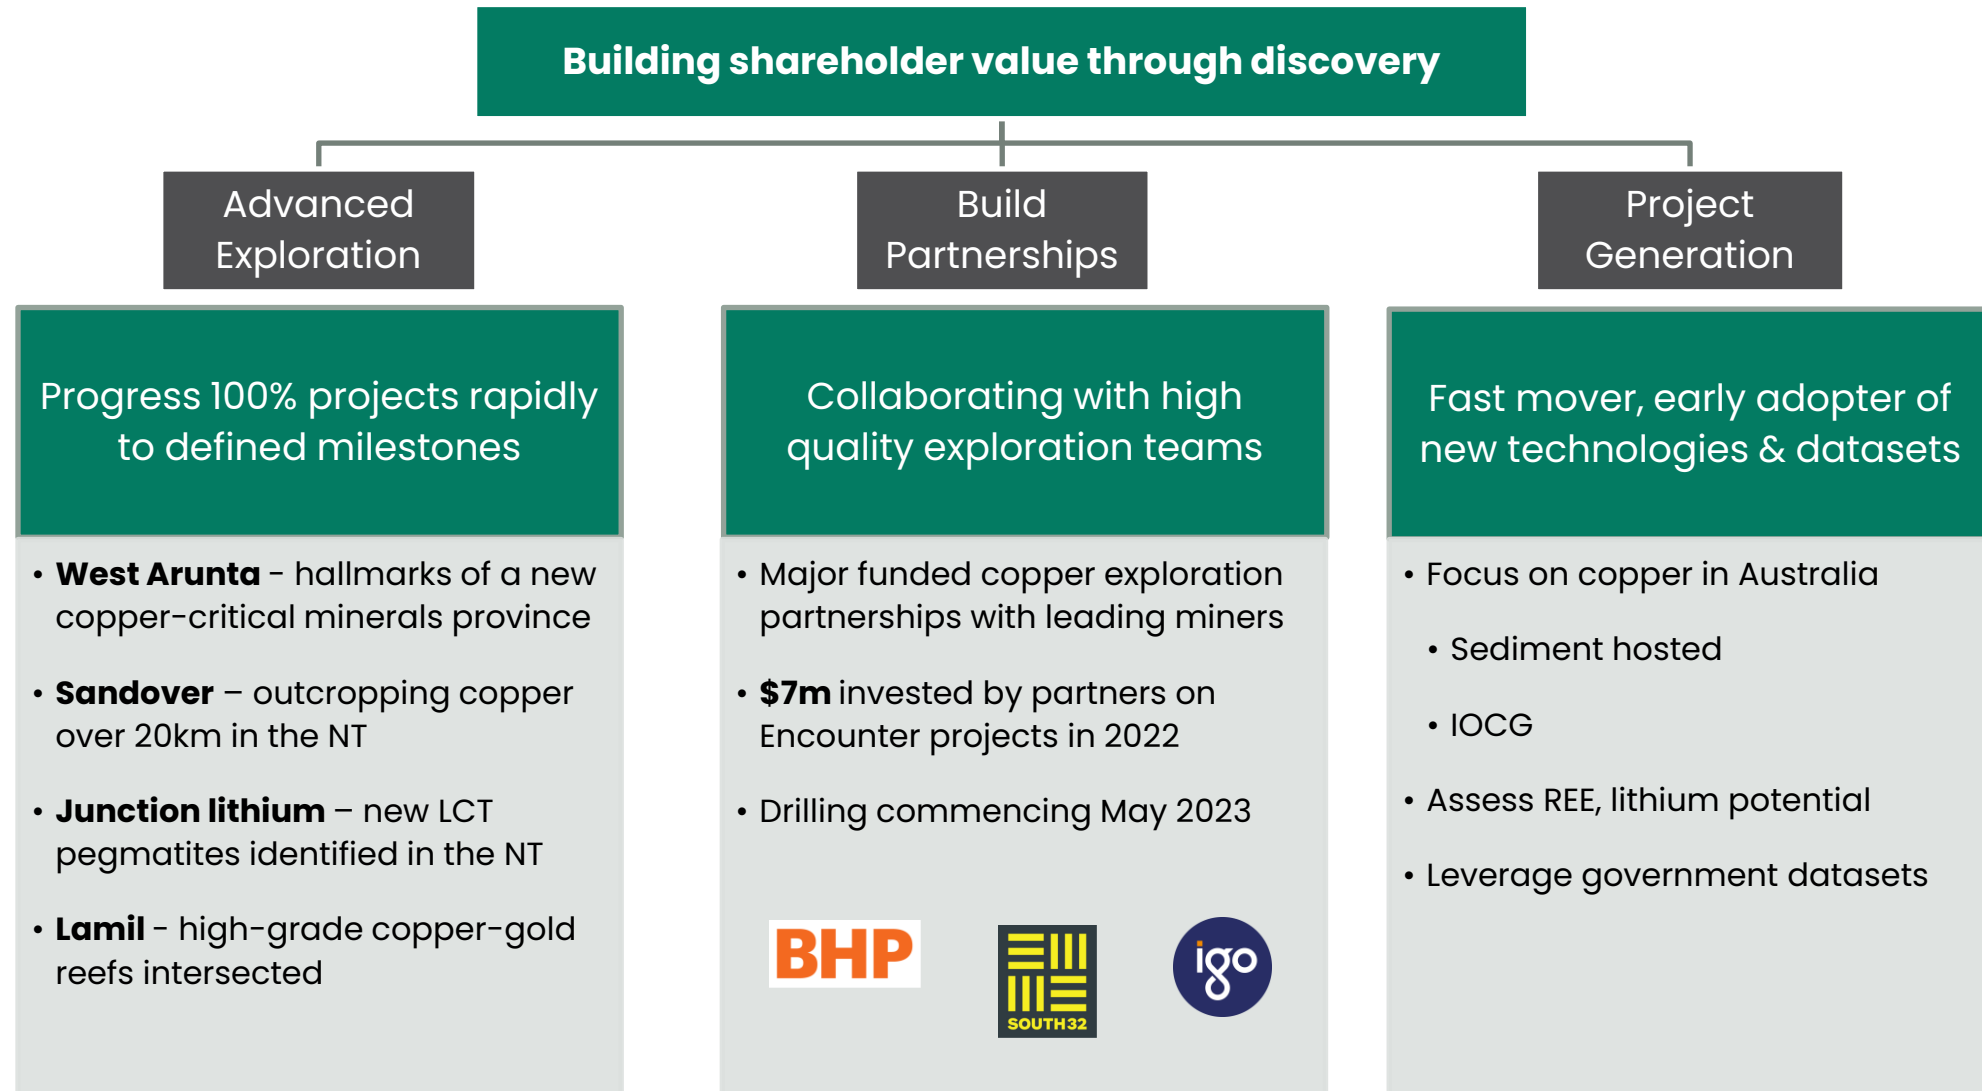 Building shareholder value through discovery
Advanced
Exploration
Progress 100% projects rapidly
to defined milestones
• West Arunta - hallmarks of a new
copper-critical minerals province
• Sandover – outcropping copper
over 20km in the NT
• Junction lithium – new LCT
pegmatites identified in the NT
• Lamil - high-grade copper-gold
reefs intersected
Build
Partnerships
Collaborating with high
quality exploration teams
• Major funded copper exploration
partnerships with leading miners
• $7m invested by partners on
Encounter projects in 2022
• Drilling commencing May 2023
BHP
SOUTH32
igo
Project
Generation
Fast mover, early adopter of
new technologies & datasets
• Focus on copper in Australia
• Sediment hosted
• IOCG
• Assess REE, lithium potential
• Leverage government datasets